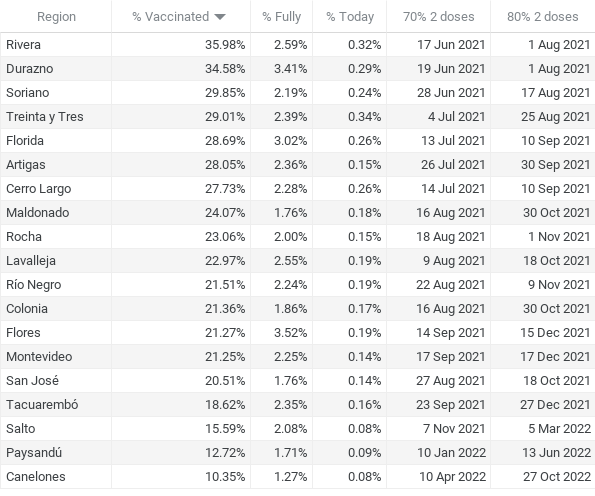 Region % Vaccinated % Fully % Today 70% 2 doses 80% 2 doses
Rivera 35.98% 2.59% 0.32% 17 Jun 2021 1 Aug 2021
Durazno 34.58% 3.41% 0.29% 19 Jun 2021 1 Aug 2021
Soriano 29.85% 2.19% 0.24% 28 Jun 2021 17 Aug 2021
Treinta y Tres 29.01% 2.39% 0.34% 4 Jul 2021 25 Aug 2021
Florida 28.69% 3.02% 0.26% 13 Jul 2021 10 Sep 2021
Artigas 28.05% 2.36% 0.15% 26 Jul 2021 30 Sep 2021
Cerro Largo 27.73% 2.28% 0.26% 14 Jul 2021 10 Sep 2021
Maldonado 24.07% 1.76% 0.18% 16 Aug 2021 30 Oct 2021
Rocha 23.06% 2.00% 0.15% 18 Aug 2021 1 Nov 2021
Lavalleja 22.97% 2.55% 0.19% 9 Aug 2021 18 Oct 2021
Río Negro 21.51% 2.24% 0.19% 22 Aug 2021 9 Nov 2021
Colonia 21.36% 1.86% 0.17% 16 Aug 2021 30 Oct 2021
Flores 21.27% 3.52% 0.19% 14 Sep 2021 15 Dec 2021
Montevideo 21.25% 2.25% 0.14% 17 Sep 2021 17 Dec 2021
San José 20.51% 1.76% 0.14% 27 Aug 2021 18 Oct 2021
Tacuarembó 18.62% 2.35% 0.16% 23 Sep 2021 27 Dec 2021
Salto 15.59% 2.08% 0.08% 7 Nov 2021 5 Mar 2022
Paysandú 12.72% 1.71% 0.09% 10 Jan 2022 13 Jun 2022
Canelones 10.35% 1.27% 0.08% 10 Apr 2022 27 Oct 2022